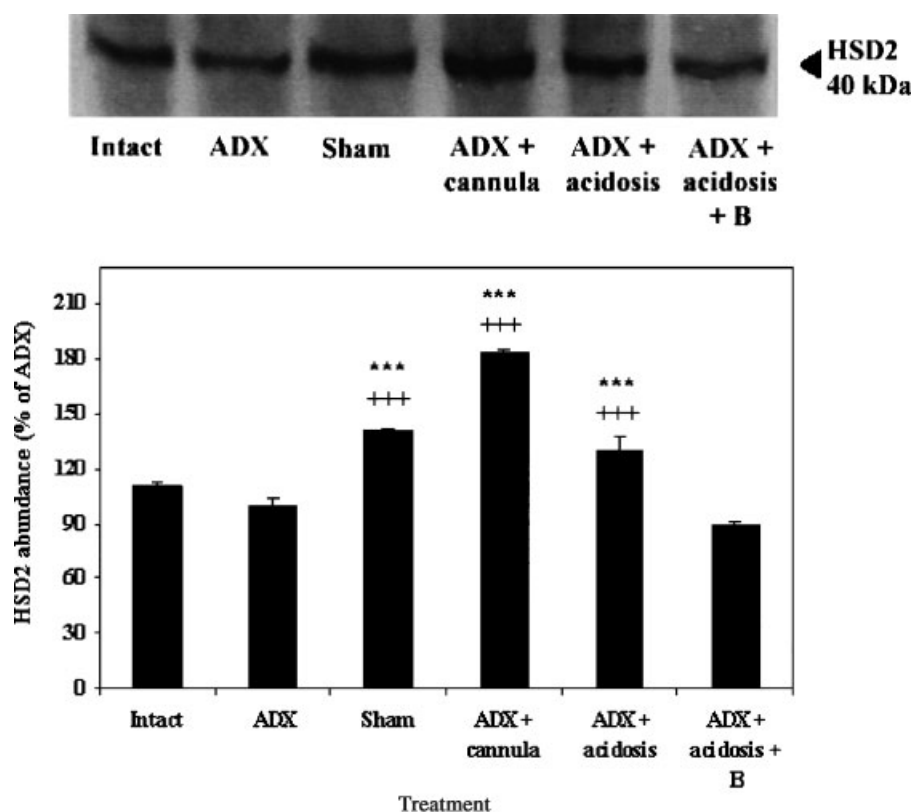 HSD2
40 kDa
Intact ADX Sham ADX + ADX + ADX +
cannula acidosis acidosis
+ B
HSD2 abundance (% of ADX)
210
180
150
120
90
60
30
0
***
+++
***
+++
***
+++
Intact ADX Sham ADX + ADX + ADX +
cannula acidosis acidosis +
B
Treatment